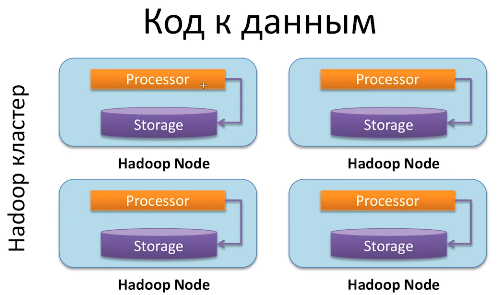 Код к данным
Hadoop кластер
Processor
Storage
Hadoop Node
Processor
Storage
Hadoop Node
Processor
Storage
Hadoop Node
Processor
Storage
Hadoop Node